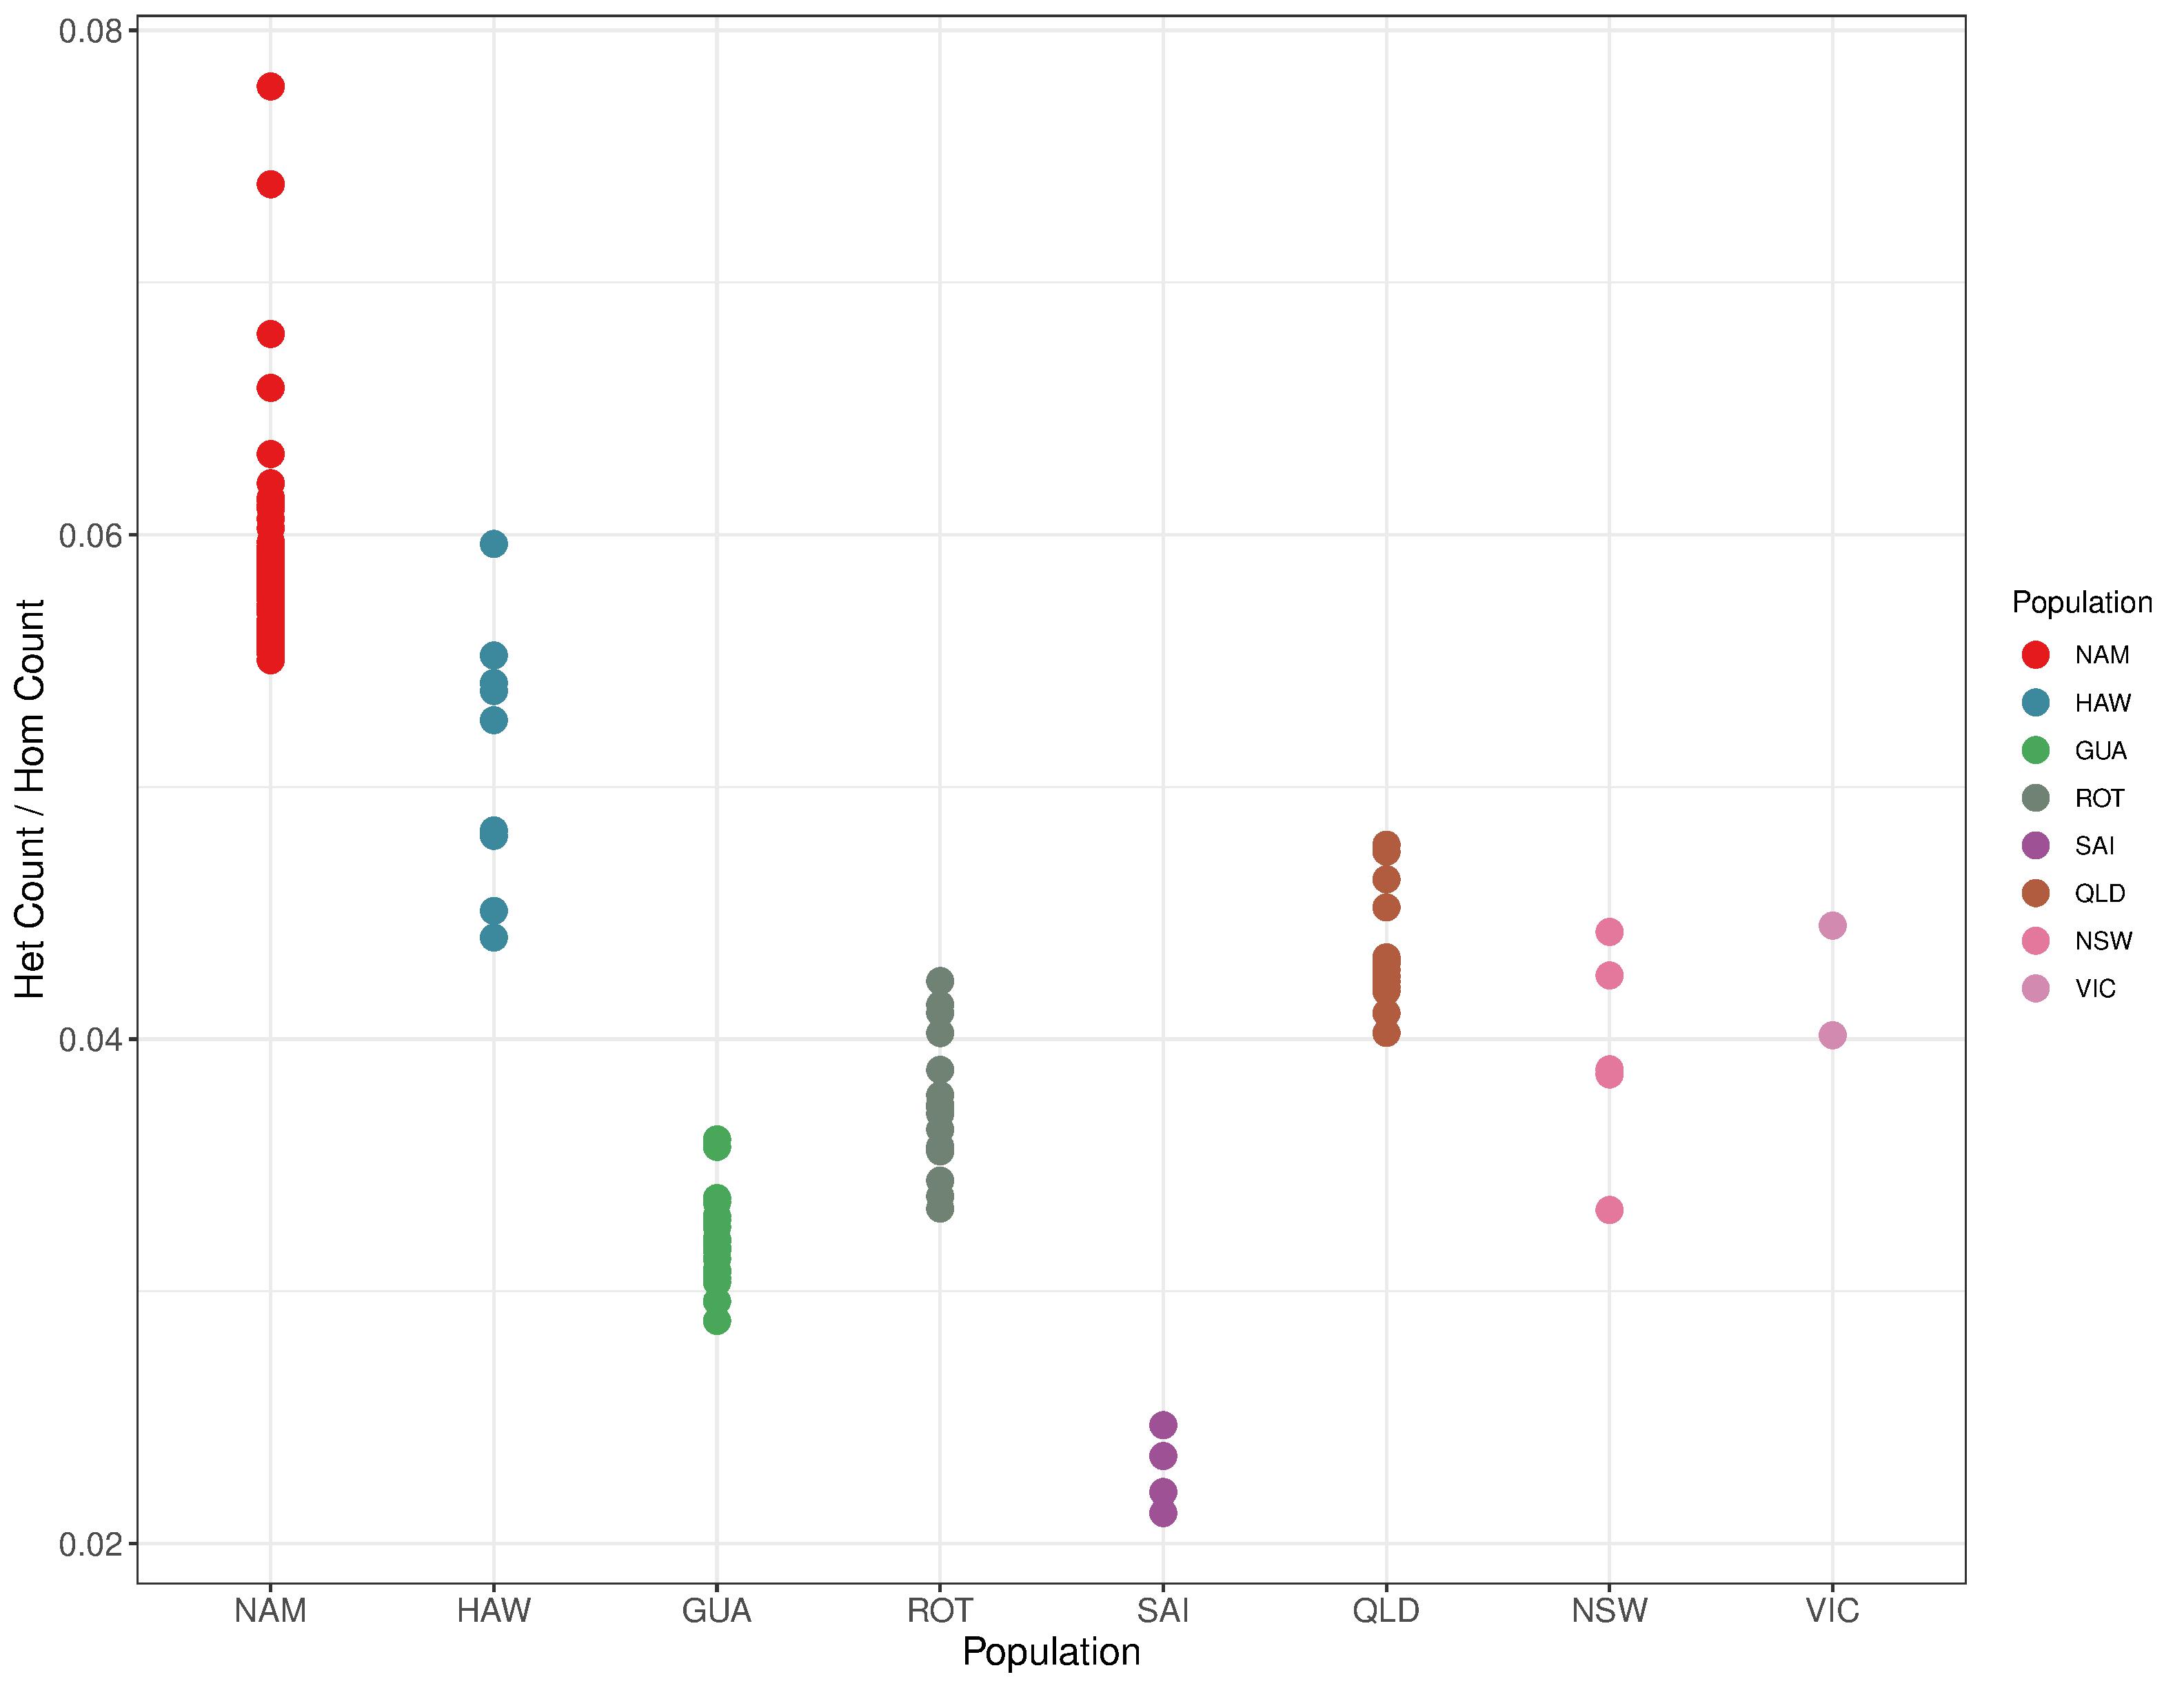 Het Count / Hom Count
0.08
0.06
0.04
0.02
NAM HAW GUA ROT SAI QLD NSW VIC
Population
Population
NAM
HAW
GUA
ROT
SAI
QLD
NSW
VIC